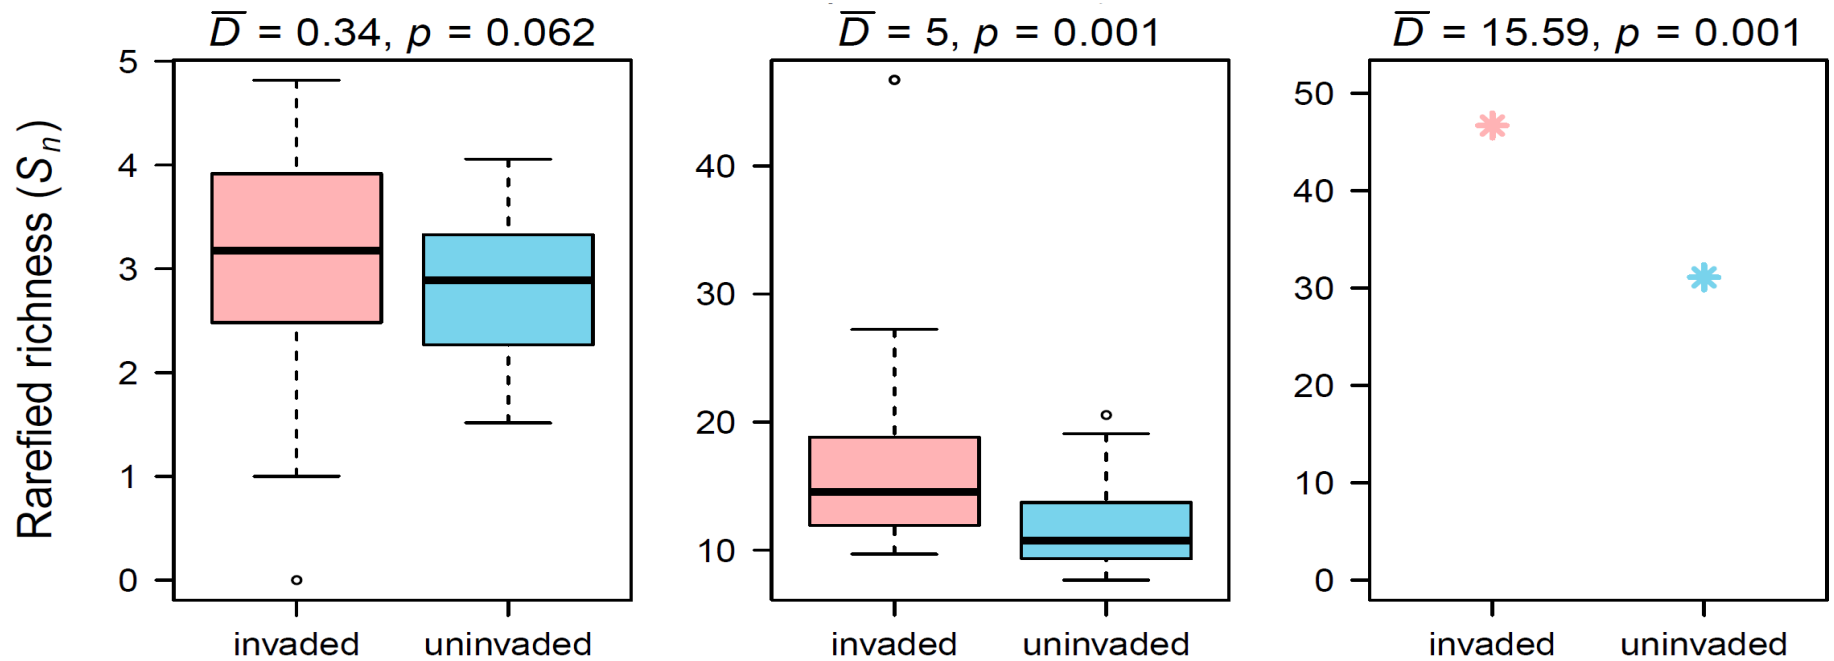 D̅ = 0.34, p = 0.062
D̅ = 5, p = 0.001
D̅ = 15.59, p = 0.001
Rarefied richness (Sₙ)
5
4
3
2
1
0
invaded uninvaded
40
30
20
10
invaded uninvaded
50
40
30
20
10
0
invaded uninvaded